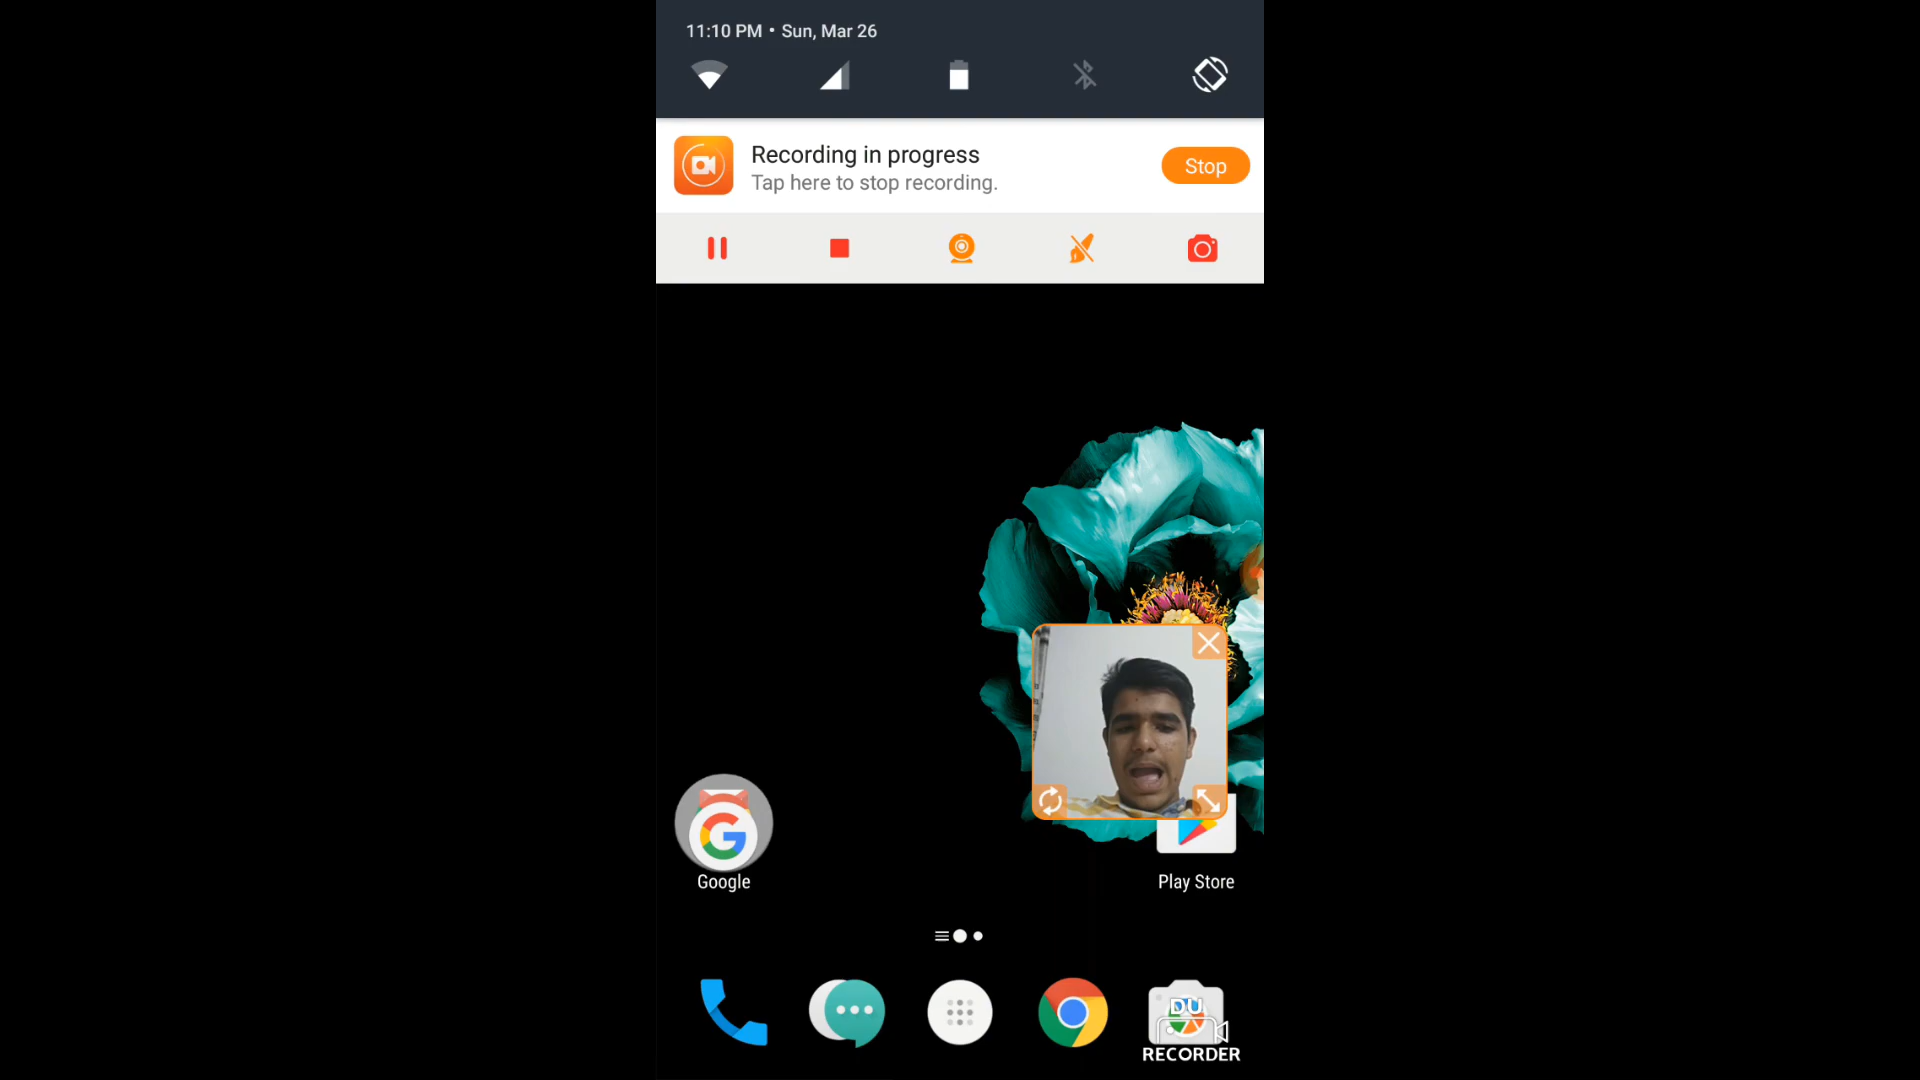 11:10 PM • Sun, Mar 26
Recording in progress
Tap here to stop recording.
Stop
Google
Play Store
DU
RECORDER